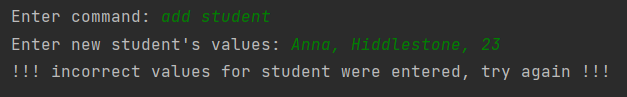 Enter command: add student
Enter new student's values: Anna, Hiddlestone, 23
!!! incorrect values for student were entered, try again !!!